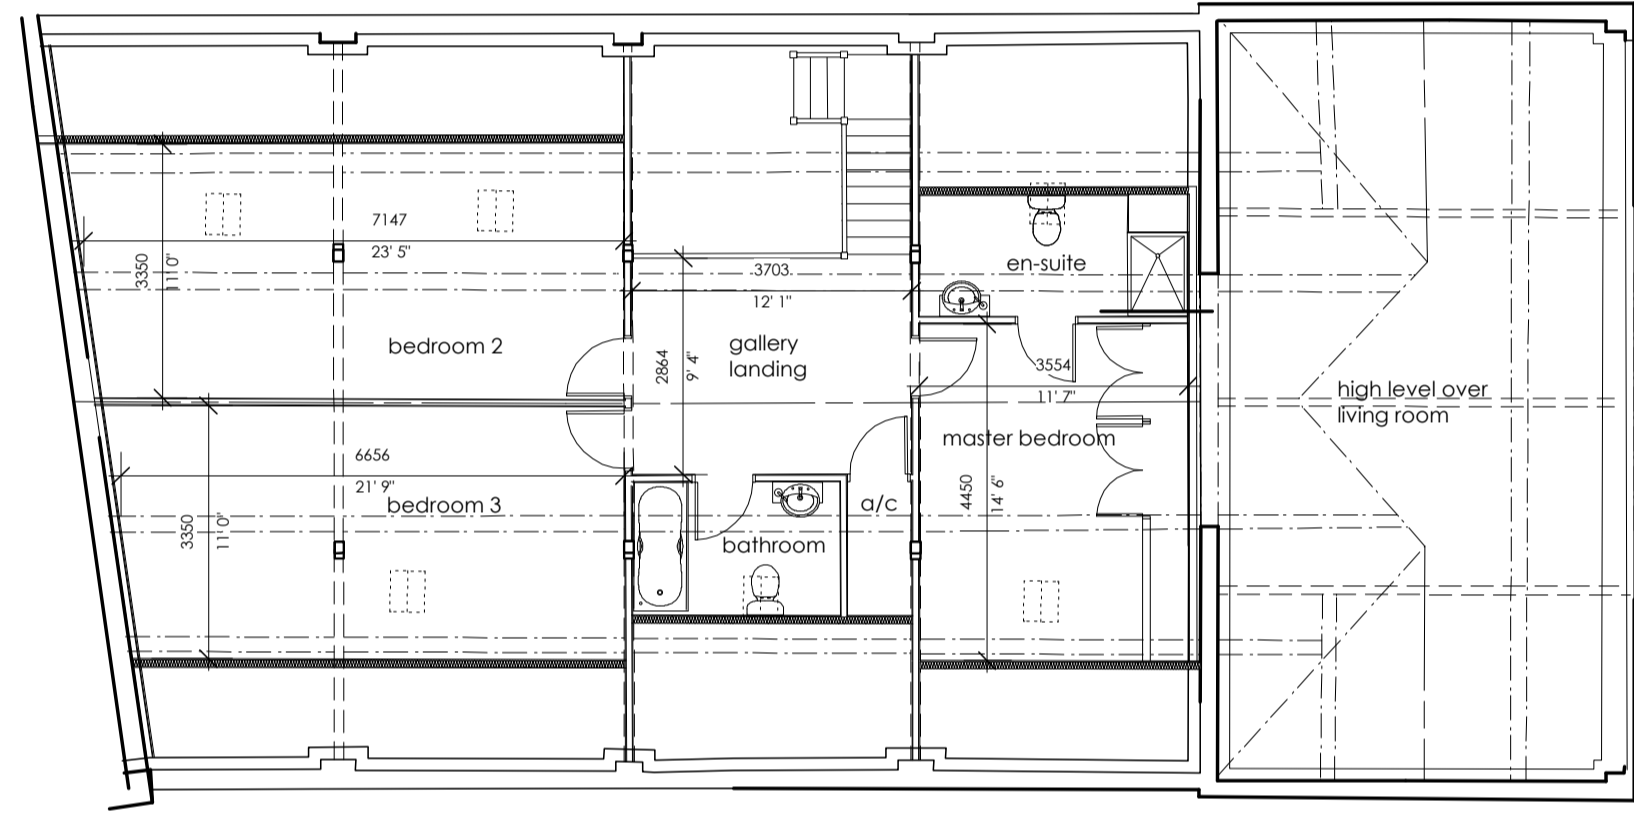 7147
23' 5"
3350
11' 0"
bedroom 2
3703
12' 1"
2864
9' 4"
gallery
landing
en-suite
3554
11' 7"
master bedroom
4450
14' 6"
high level over
living room
6656
21' 9"
bedroom 3
3350
11' 0"
bathroom
a/c